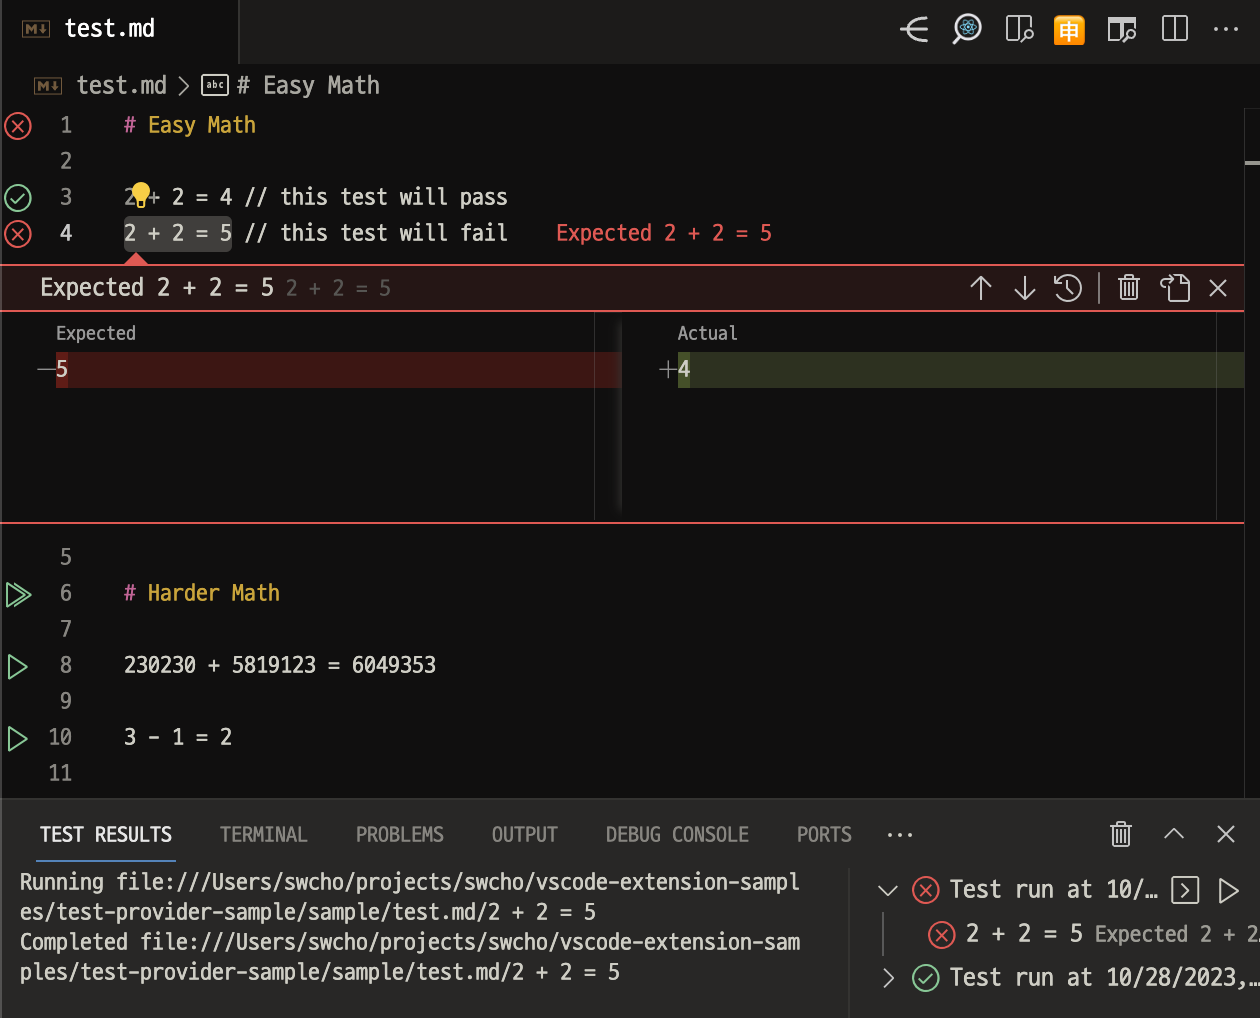 test.md
申
test.md > abc # Easy Math
1 # Easy Math
2
3 2 + 2 = 4 // this test will pass
4 2 + 2 = 5 // this test will fail Expected 2 + 2 = 5
Expected 2 + 2 = 5 2 + 2 = 5
Expected Actual
5 4
5
6 # Harder Math
7
8 230230 + 5819123 = 6049353
9
10 3 - 1 = 2
11
TEST RESULTS TERMINAL PROBLEMS OUTPUT DEBUG CONSOLE PORTS ...
Running file:///Users/swcho/projects/swcho/vscode-extension-sampl
es/test-provider-sample/sample/test.md/2 + 2 = 5
Completed file:///Users/swcho/projects/swcho/vscode-extension-sam
ples/test-provider-sample/sample/test.md/2 + 2 = 5
Test run at 10/…
2 + 2 = 5 Expected 2 + 2
Test run at 10/28/2023,…